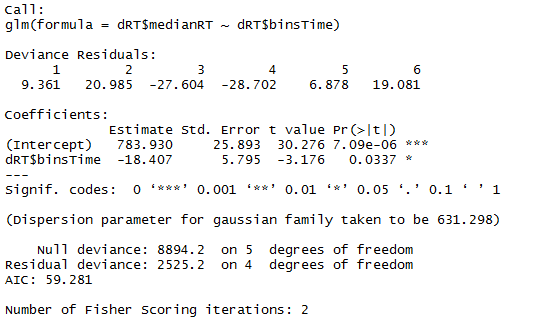 Call:
glm(formula = dRT$medianRT ~ dRT$binsTime)
Deviance Residuals:
1 2 3 4 5 6
9.361 20.985 -27.604 -28.702 6.878 19.081
Coefficients:
Estimate Std. Error t value Pr(>|t|)
(Intercept) 783.930 25.893 30.276 7.09e-06 ***
dRT$binsTime -18.407 5.795 -3.176 0.0337 *
---
Signif. codes: 0 ‘***’ 0.001 ‘**’ 0.01 ‘*’ 0.05 ‘.’ 0.1 ‘ ’ 1
(Dispersion parameter for gaussian family taken to be 631.298)
Null deviance: 8894.2 on 5 degrees of freedom
Residual deviance: 2525.2 on 4 degrees of freedom
AIC: 59.281
Number of Fisher Scoring iterations: 2